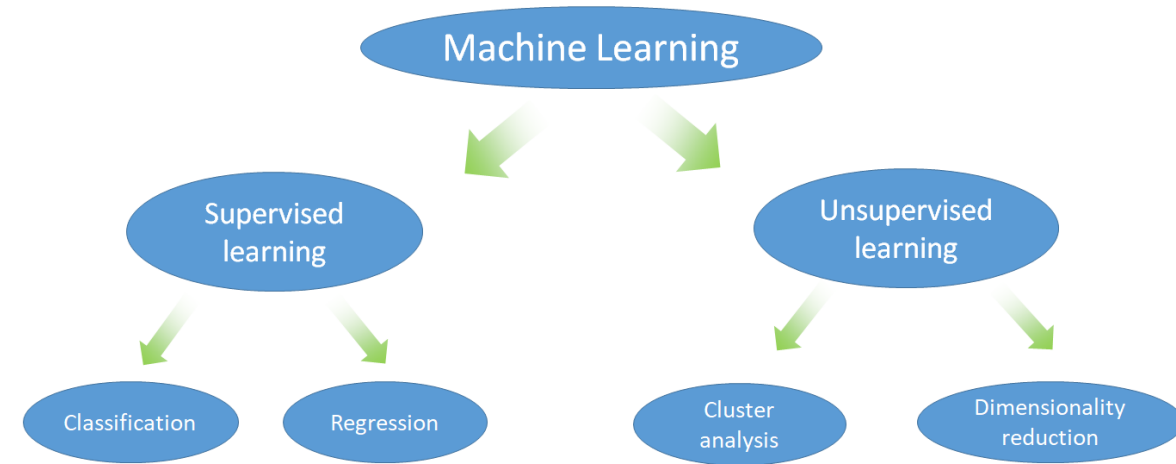 Machine Learning
Supervised
learning
Unsupervised
learning
Classification
Regression
Cluster
analysis
Dimensionality
reduction